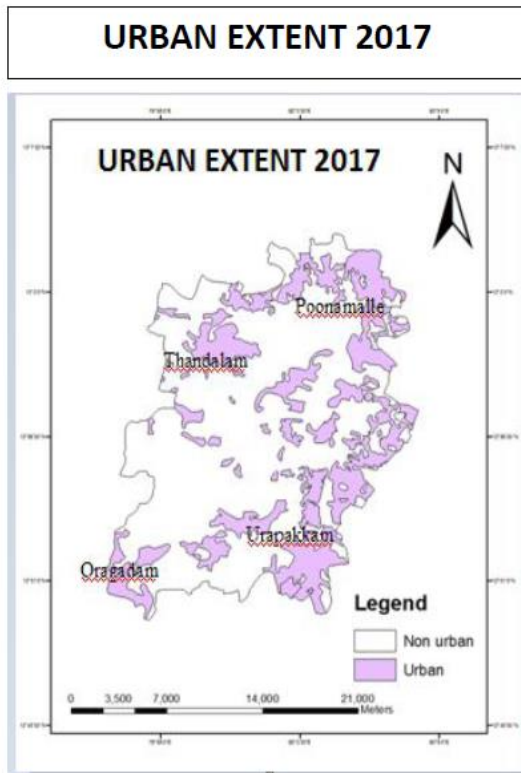 URBAN EXTENT 2017
URBAN EXTENT 2017
N
Poonamalle
Thandalam
Urapakkam
Oragadam
Legend
Non urban
Urban
0 3,500 7,000 14,000 21,000
Meters